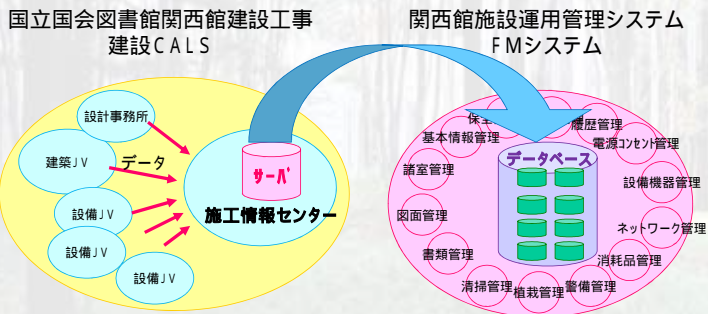 国立国会図書館関西館建設工事
建設CALS
関西館施設運用管理システム
FMシステム
設計事務所
建築JV
データ
設備JV
設備JV
設備JV
サーバ
施工情報センター
基本情報管理
諸室管理
図面管理
書類管理
清掃管理
植栽管理
警備管理
消耗品管理
ネットワーク管理
設備機器管理
電源コンセント管理
履歴管理
データベース